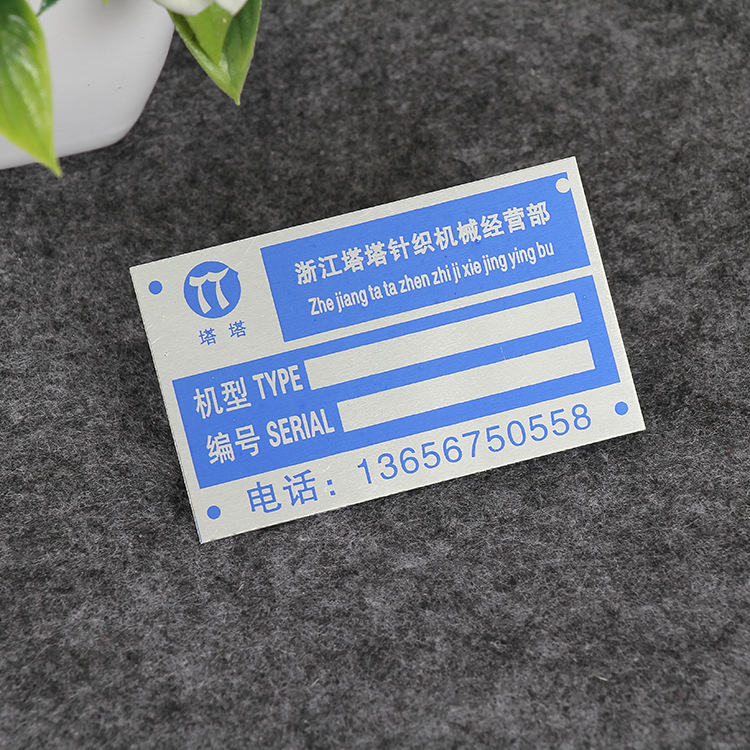 浙江塔塔针织机械经营部
Zhe jiang ta ta zhen zhi ji xie jing ying bu
塔塔
机型 TYPE
编号 SERIAL
电话：13656750558